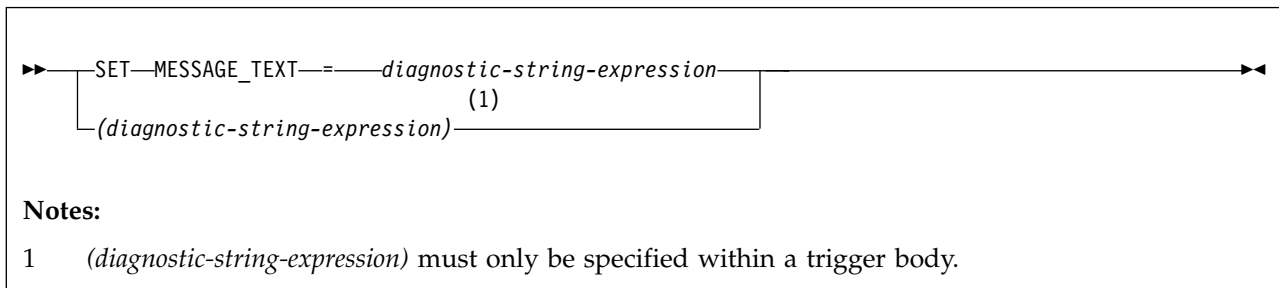 SET MESSAGE_TEXT = diagnostic-string-expression
(1)
(diagnostic-string-expression)
Notes:
1 (diagnostic-string-expression) must only be specified within a trigger body.